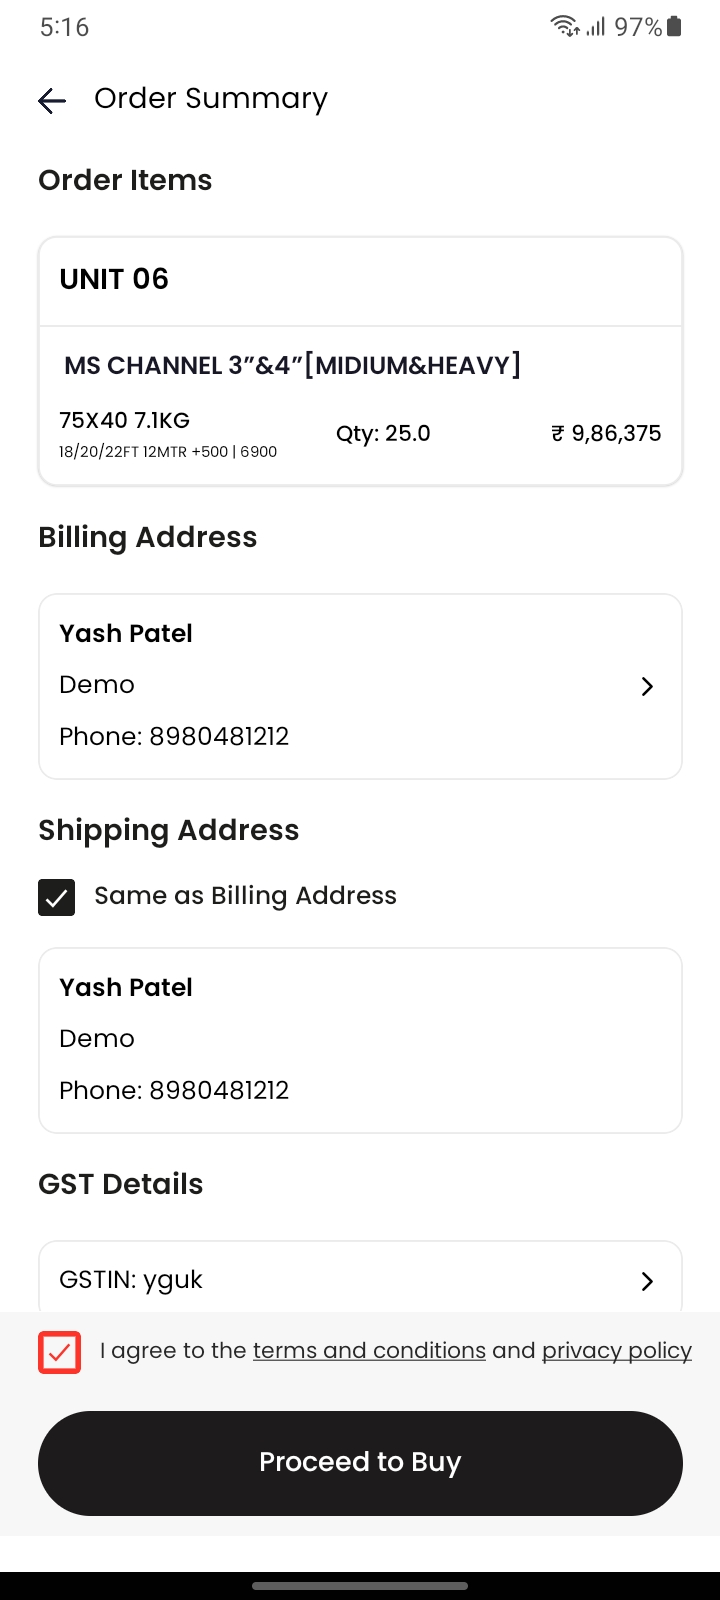 5:16
97%
Order Summary
Order Items
UNIT 06
MS CHANNEL 3”&4”[MIDIUM&HEAVY]
75X40 7.1KG
18/20/22FT 12MTR +500 | 6900
Qty: 25.0
₹ 9,86,375
Billing Address
Yash Patel
Demo
Phone: 8980481212
Shipping Address
Same as Billing Address
Yash Patel
Demo
Phone: 8980481212
GST Details
GSTIN: yguk
I agree to the terms and conditions and privacy policy
Proceed to Buy